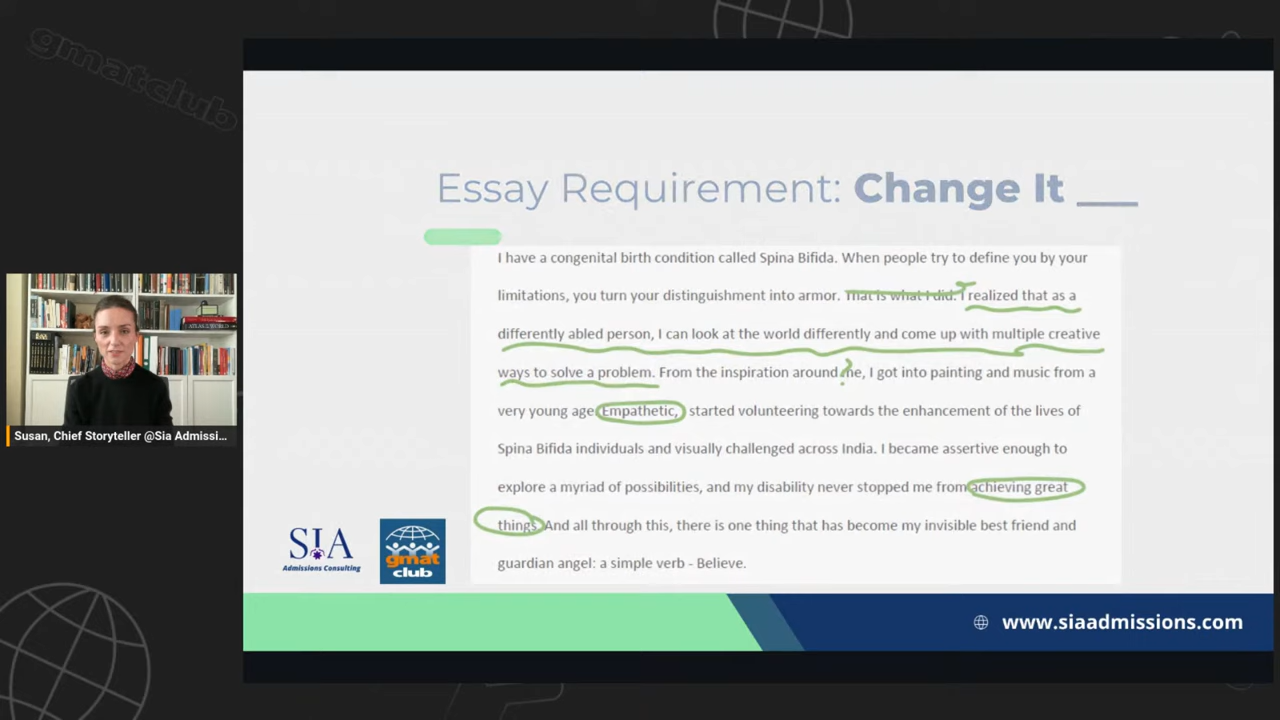 gmatclub
Essay Requirement: Change It ___
I have a congenital birth condition called Spina Bifida. When people try to define you by your
limitations, you turn your distinguishment into armor. That is what I did. I realized that as a
differently abled person, I can look at the world differently and come up with multiple creative
ways to solve a problem. From the inspiration around me, I got into painting and music from a
very young age. Empathetic, started volunteering towards the enhancement of the lives of
Spina Bifida individuals and visually challenged across India. I became assertive enough to
explore a myriad of possibilities, and my disability never stopped me from achieving great
things. And all through this, there is one thing that has become my invisible best friend and
guardian angel: a simple verb - Believe.
?
Susan, Chief Storyteller @Sia Admissi...
SIA
Admissions Consulting
gmat
club
www.siaadmissions.com